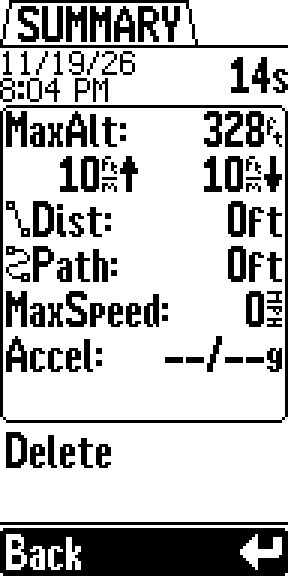 SUMMARY
11/19/26
8:04 PM
14s
MaxAlt: 328ft
10ft/m↑ 10ft/m↓
Dist: 0ft
Path: 0ft
MaxSpeed: 0MPH
Accel: --/--g
Delete
Back